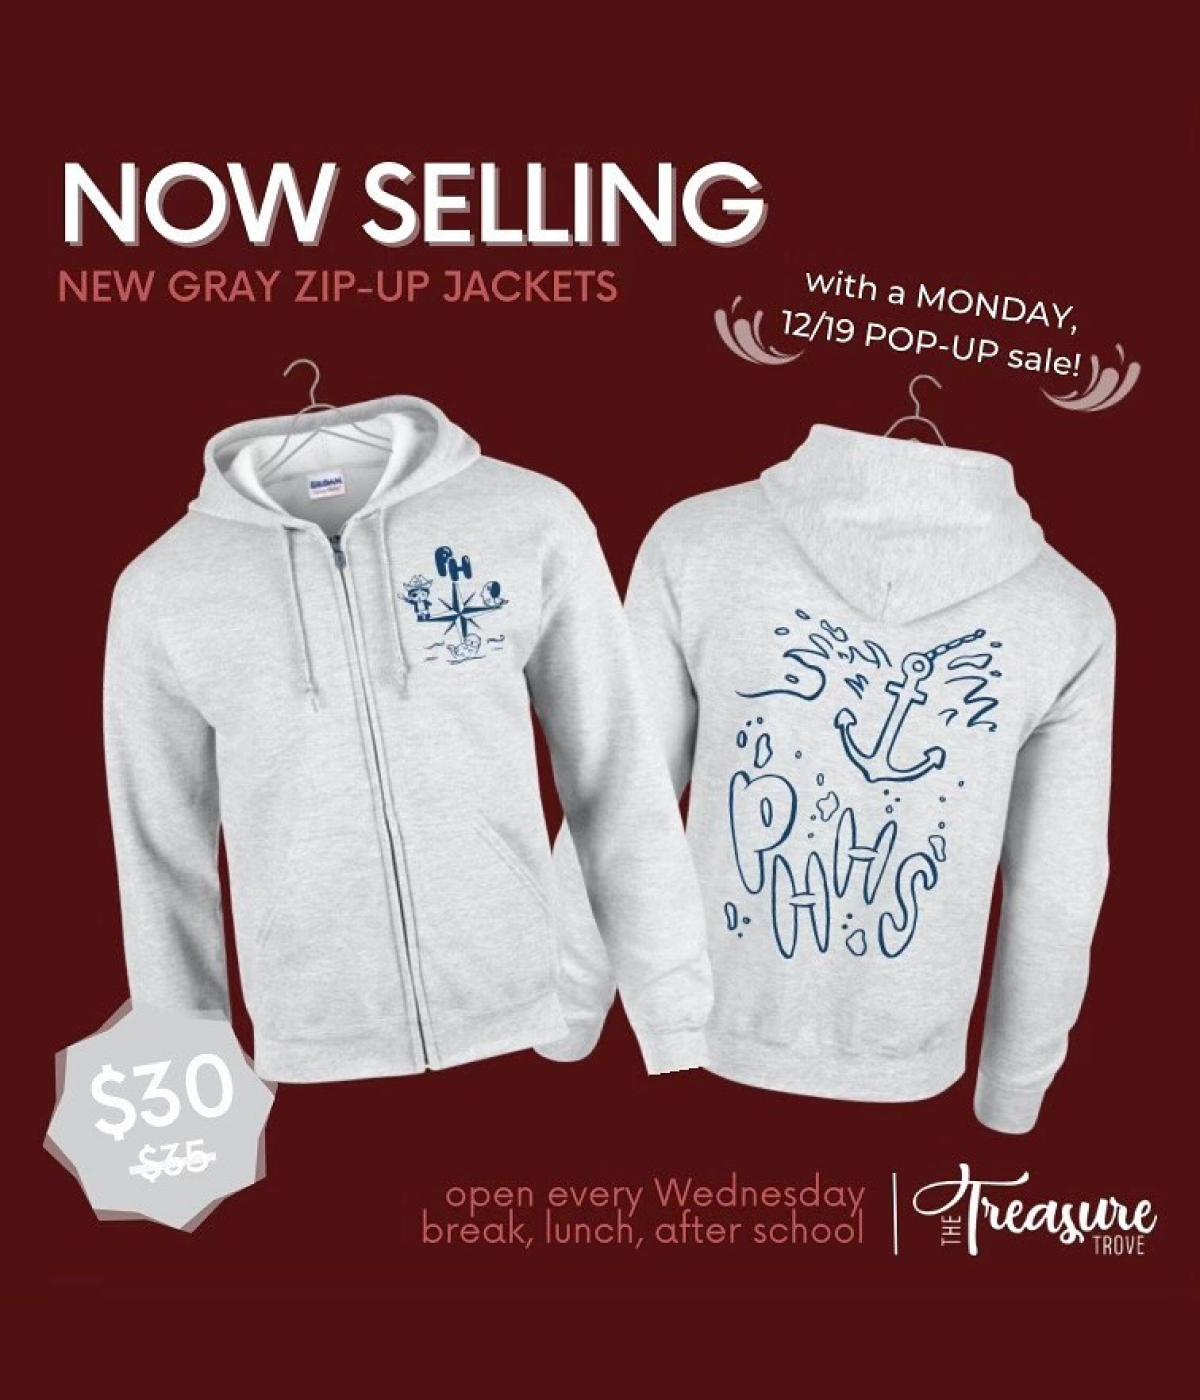 NOW SELLING
NEW GRAY ZIP-UP JACKETS
with a MONDAY,
12/19 POP-UP sale!
GILDAN
PH
PHHS
$30
$35
open every Wednesday
break, lunch, after school
THE Treasure
TROVE